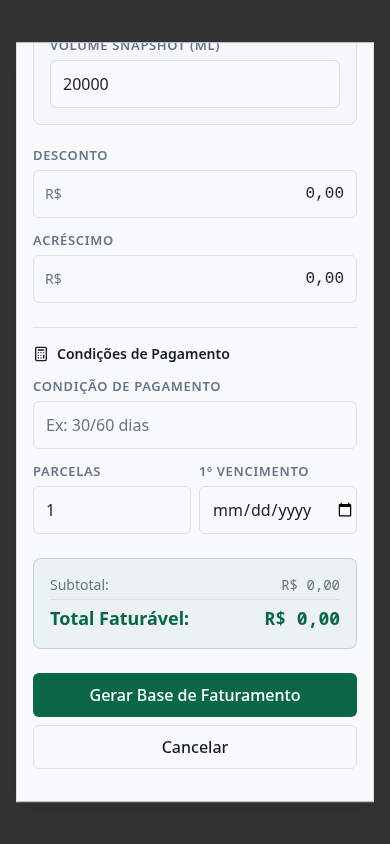 VOLUME SNAPSHOT (ML)
20000
DESCONTO
R$ 0,00
ACRÉSCIMO
R$ 0,00
Condições de Pagamento
CONDIÇÃO DE PAGAMENTO
Ex: 30/60 dias
PARCELAS 1º VENCIMENTO
1 mm/dd/yyyy
Subtotal: R$ 0,00
Total Faturável: R$ 0,00
Gerar Base de Faturamento
Cancelar